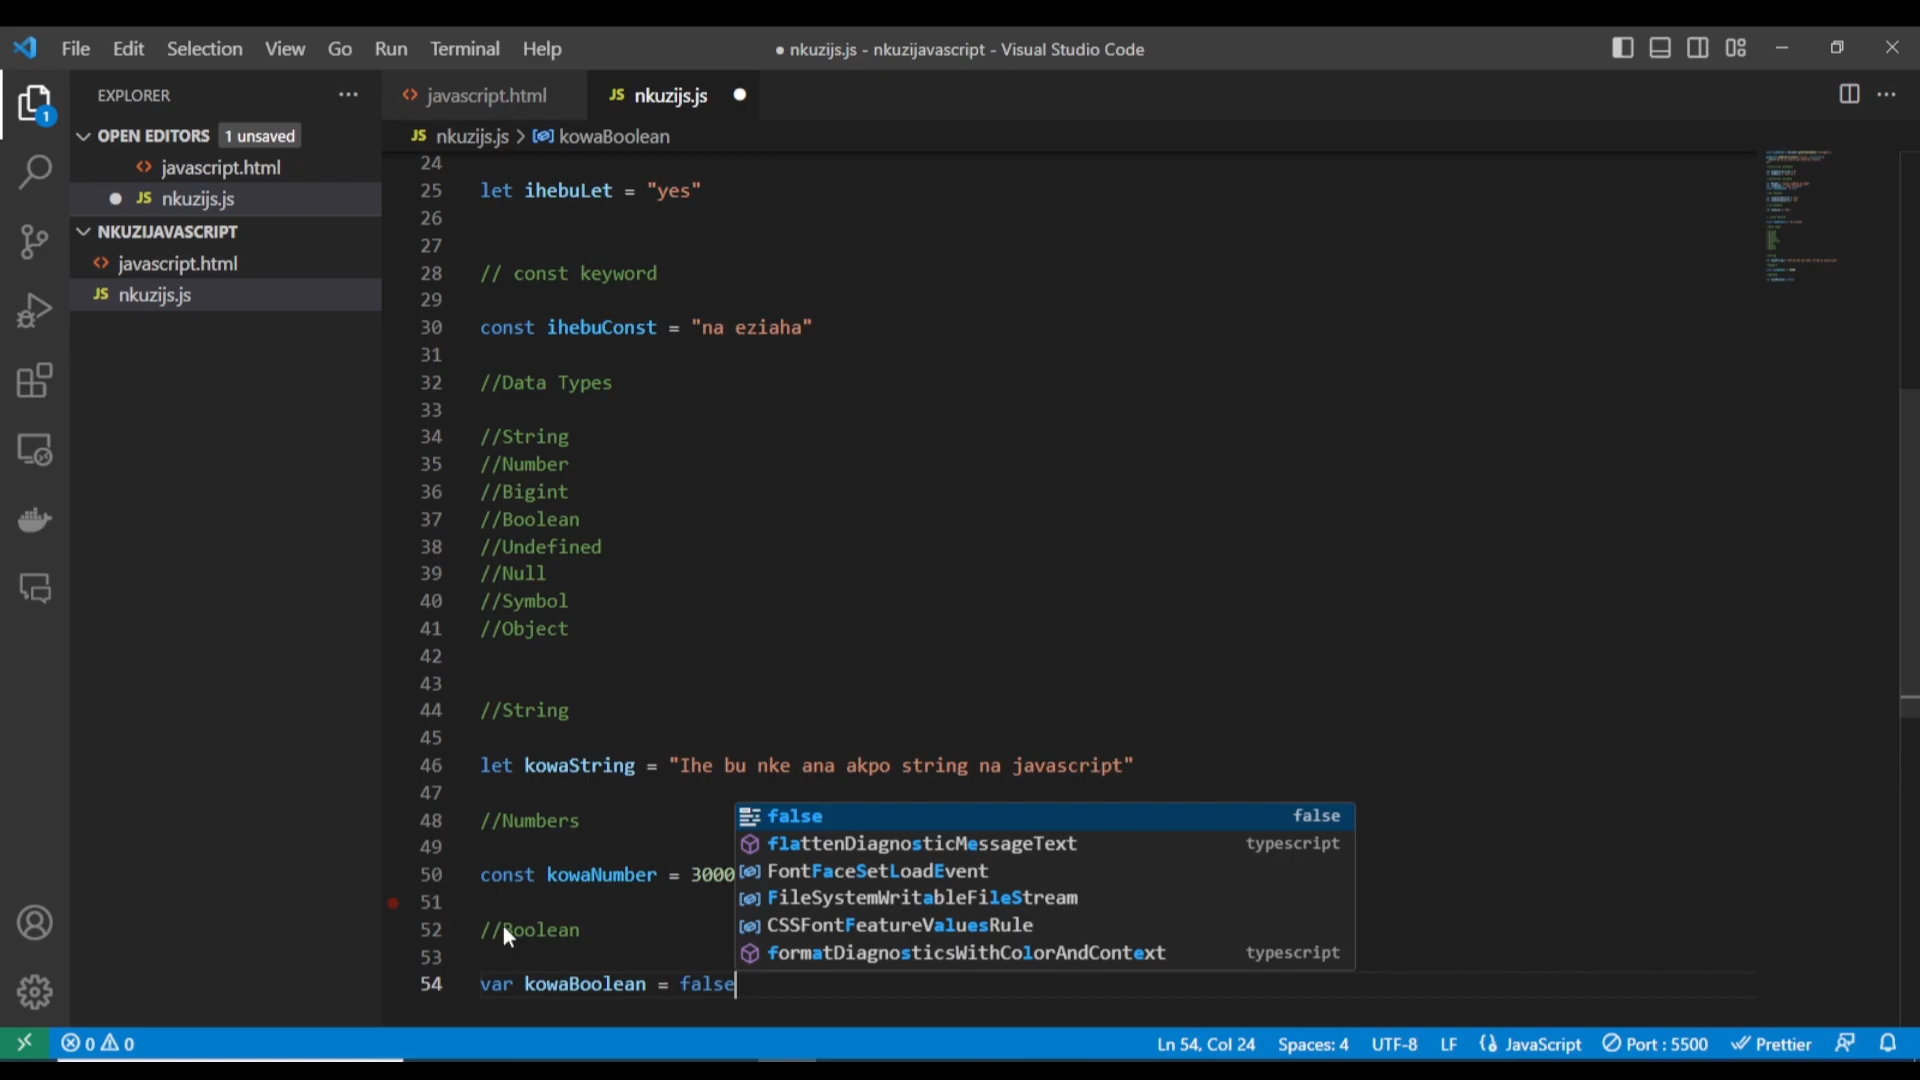 File Edit Selection View Go Run Terminal Help
● nkuzijs.js - nkuzijavascript - Visual Studio Code
1
EXPLORER
OPEN EDITORS 1 unsaved
javascript.html
JS nkuzijs.js
NKUZIJAVASCRIPT
javascript.html
JS nkuzijs.js
javascript.html JS nkuzijs.js
JS nkuzijs.js > kowaBoolean
24
25 let ihebuLet = "yes"
26
27
28 // const keyword
29
30 const ihebuConst = "na eziaha"
31
32 //Data Types
33
34 //String
35 //Number
36 //Bigint
37 //Boolean
38 //Undefined
39 //Null
40 //Symbol
41 //Object
42
43
44 //String
45
46 let kowaString = "Ihe bu nke ana akpo string na javascript"
47
48 //Numbers
49
50 const kowaNumber = 3000
51
52 //Boolean
53
54 var kowaBoolean = false
false false
flattenDiagnosticMessageText typescript
FontFaceSetLoadEvent
FileSystemWritableFileStream
CSSFontFeatureValuesRule
formatDiagnosticsWithColorAndContext typescript
0 0 Ln 54, Col 24 Spaces: 4 UTF-8 LF JavaScript Port : 5500 Prettier